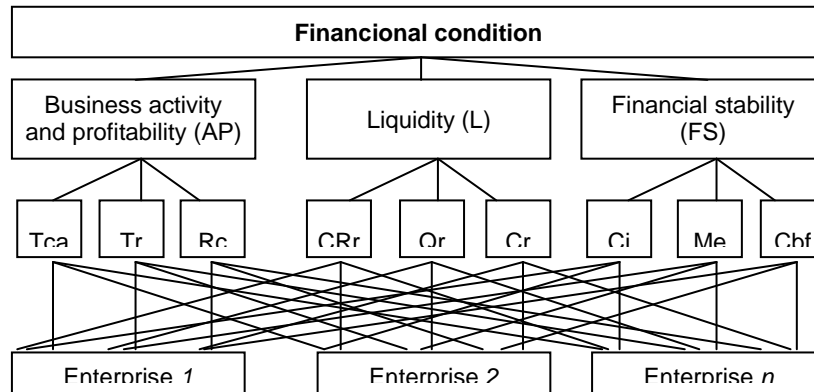 Financional condition
Business activity
and profitability (AP)
Liquidity (L)
Financial stability
(FS)
Tca
Tr
Rc
CRr
Qr
Cr
Ci
Me
Cbf
Enterprise 1
Enterprise 2
Enterprise n